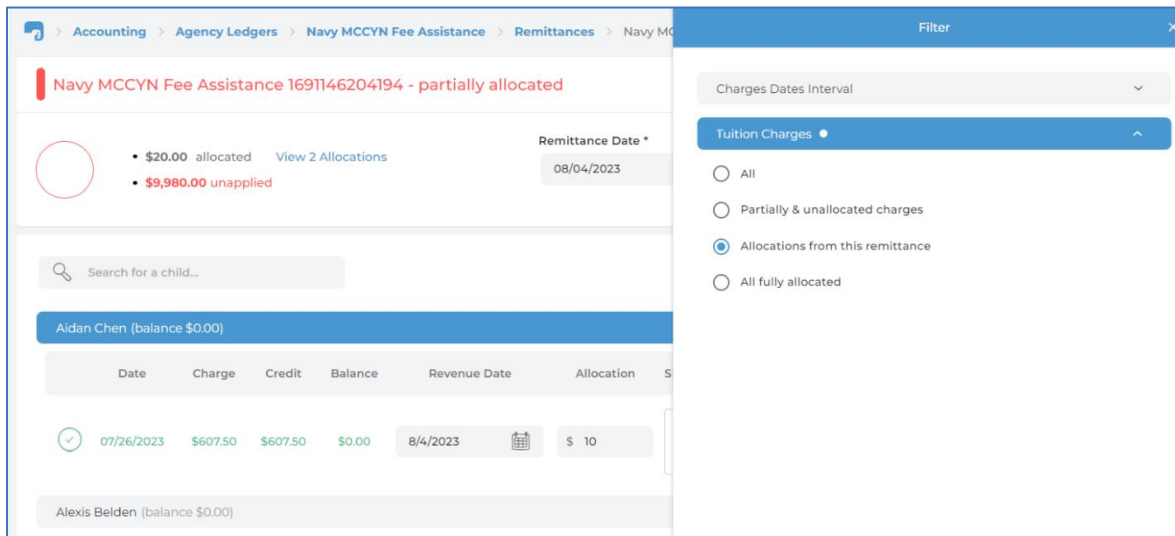 > Accounting > Agency Ledgers > Navy MCCYN Fee Assistance > Remittances > Navy MC
Navy MCCYN Fee Assistance 1691146204194 - partially allocated
• $20.00 allocated View 2 Allocations
• $9,980.00 unapplied
Remittance Date *
08/04/2023
Search for a child...
Aidan Chen (balance $0.00)
Date Charge Credit Balance Revenue Date Allocation S
07/26/2023 $607.50 $607.50 $0.00 8/4/2023 $ 10
Alexis Belden (balance $0.00)
Filter
Charges Dates Interval
Tuition Charges
All
Partially & unallocated charges
Allocations from this remittance
All fully allocated